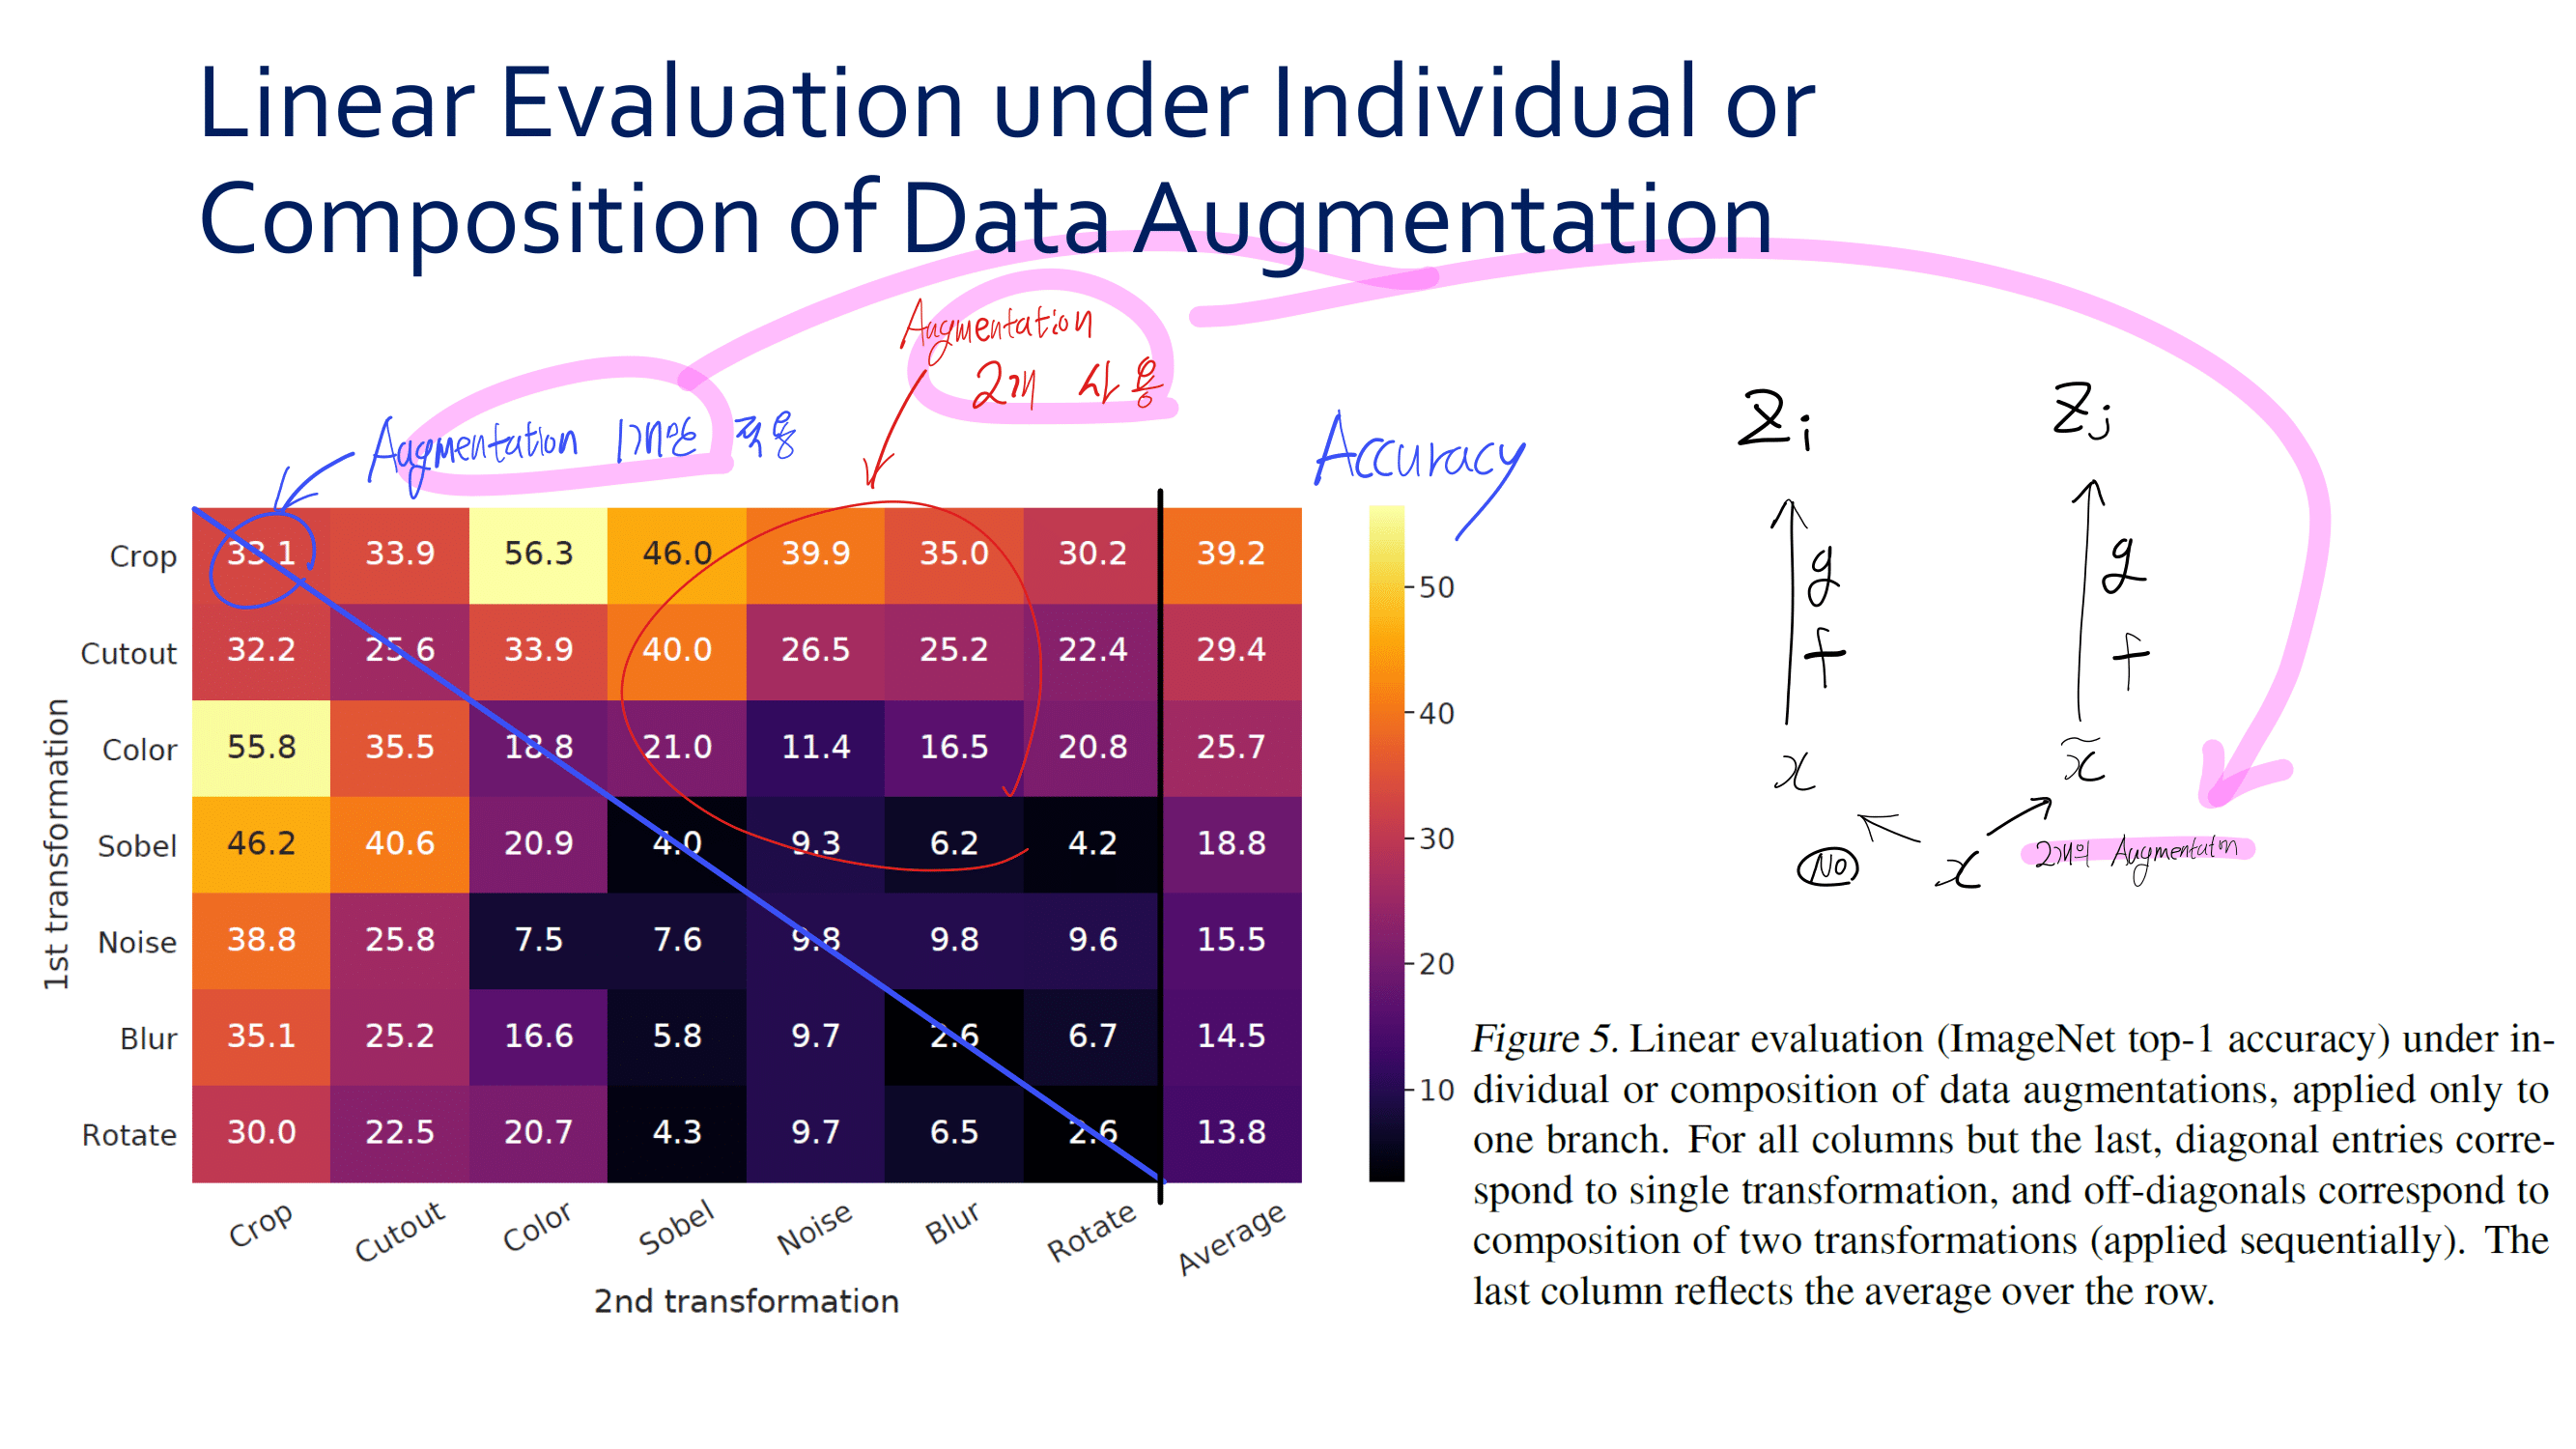 Linear Evaluation under Individual or
Composition of Data Augmentation
Augmentation
2개 사용
Augmentation 1개만 적용
Accuracy
Crop 33.1 33.9 56.3 46.0 39.9 35.0 30.2 39.2
Cutout 32.2 25.6 33.9 40.0 26.5 25.2 22.4 29.4
Color 55.8 35.5 18.8 21.0 11.4 16.5 20.8 25.7
Sobel 46.2 40.6 20.9 4.0 9.3 6.2 4.2 18.8
Noise 38.8 25.8 7.5 7.6 9.8 9.8 9.6 15.5
Blur 35.1 25.2 16.6 5.8 9.7 2.6 6.7 14.5
Rotate 30.0 22.5 20.7 4.3 9.7 6.5 2.6 13.8
1st transformation
Crop Cutout Color Sobel Noise Blur Rotate Average
2nd transformation
50
40
30
20
10
Zi Zj
g g
f f
x x̃
NO x 2개의 Augmentation
Figure 5. Linear evaluation (ImageNet top-1 accuracy) under in-
dividual or composition of data augmentations, applied only to
one branch. For all columns but the last, diagonal entries corre-
spond to single transformation, and off-diagonals correspond to
composition of two transformations (applied sequentially). The
last column reflects the average over the row.